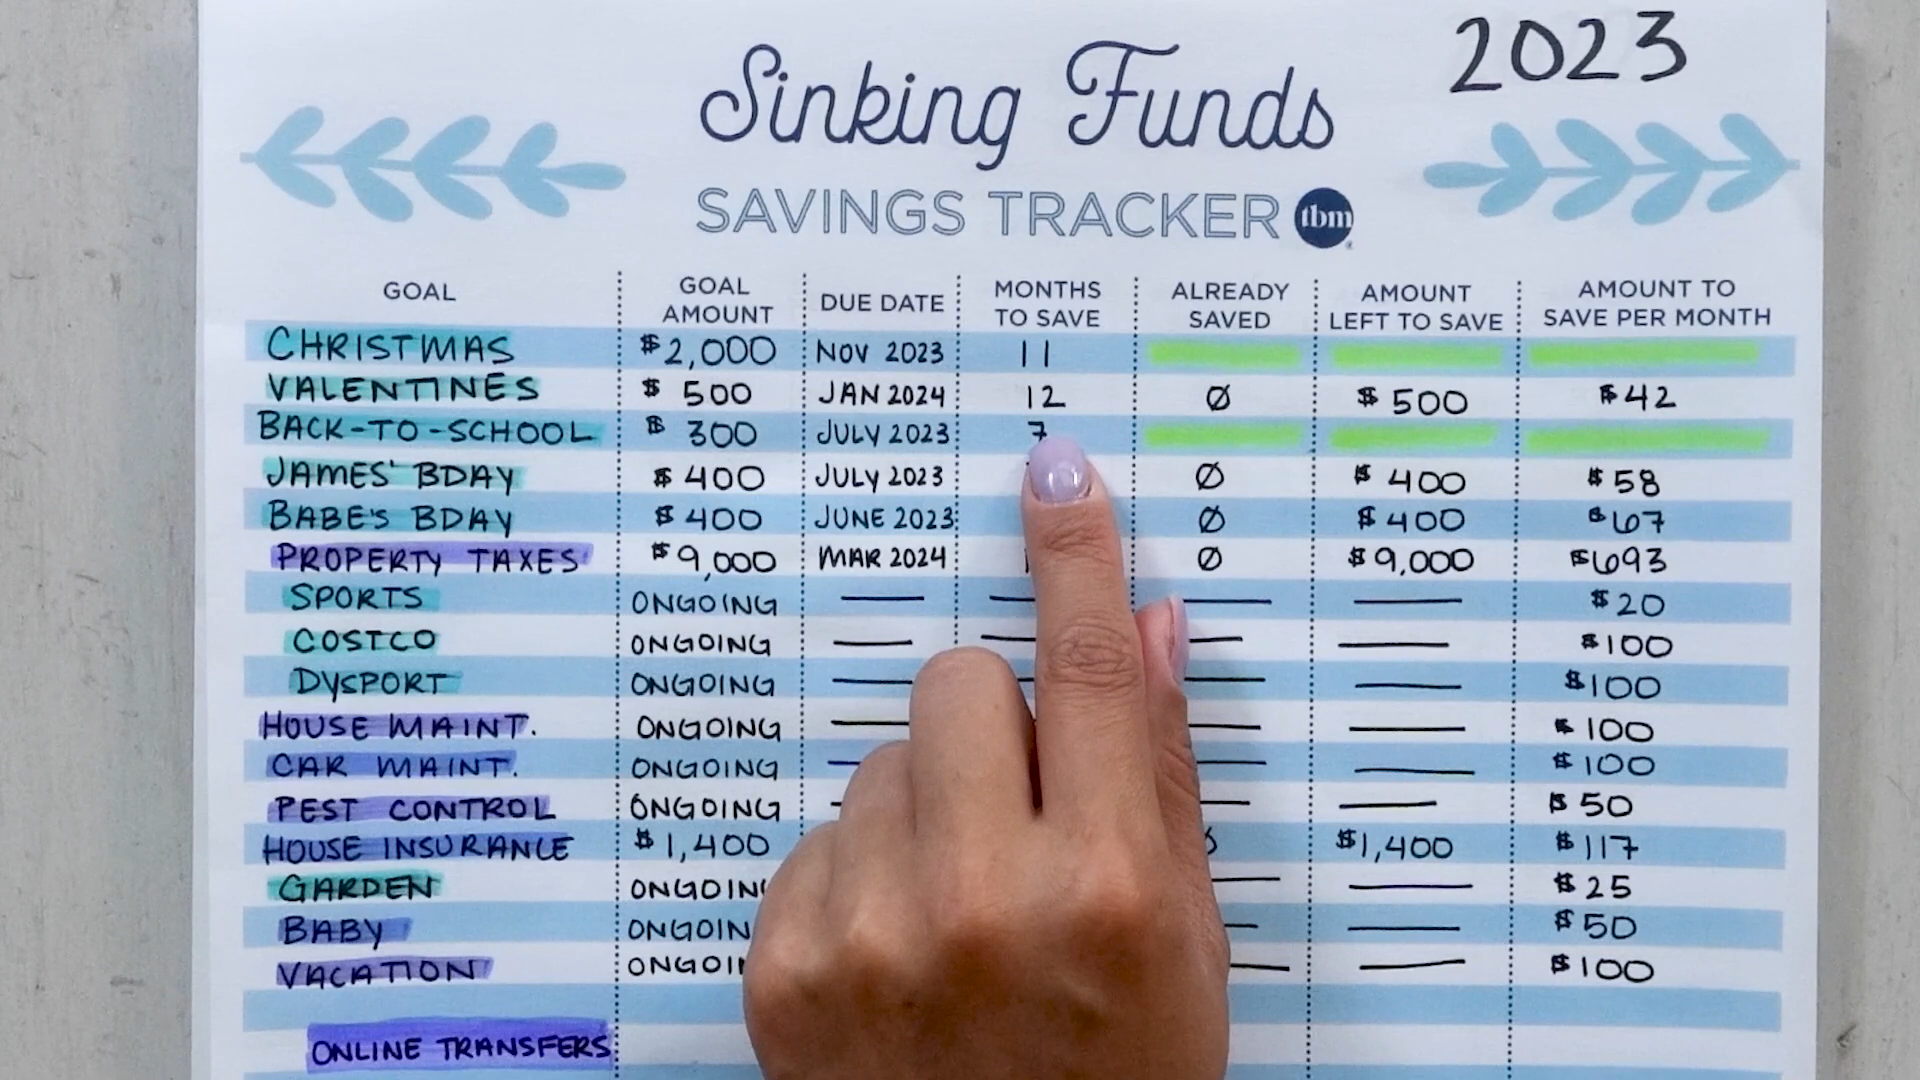 2023
Sinking Funds
SAVINGS TRACKER tbm
GOAL GOAL AMOUNT DUE DATE MONTHS TO SAVE ALREADY SAVED AMOUNT LEFT TO SAVE AMOUNT TO SAVE PER MONTH
CHRISTMAS $2,000 NOV 2023 11
VALENTINES $ 500 JAN 2024 12 Ø $ 500 $42
BACK-TO-SCHOOL $ 300 JULY 2023 7
JAMES' BDAY $ 400 JULY 2023 Ø $ 400 $58
BABE'S BDAY $ 400 JUNE 2023 Ø $400 $67
PROPERTY TAXES $9,000 MAR 2024 Ø $9,000 $693
SPORTS ONGOING — — — — $20
COSTCO ONGOING — — — — $100
DYSPORT ONGOING — — — $100
HOUSE MAINT. ONGOING — — — $100
CAR MAINT. ONGOING — — — $100
PEST CONTROL ONGOING — — $50
HOUSE INSURANCE $1,400 $1,400 $117
GARDEN — — $25
BABY — — $50
VACATION — — $100
ONLINE TRANSFERS